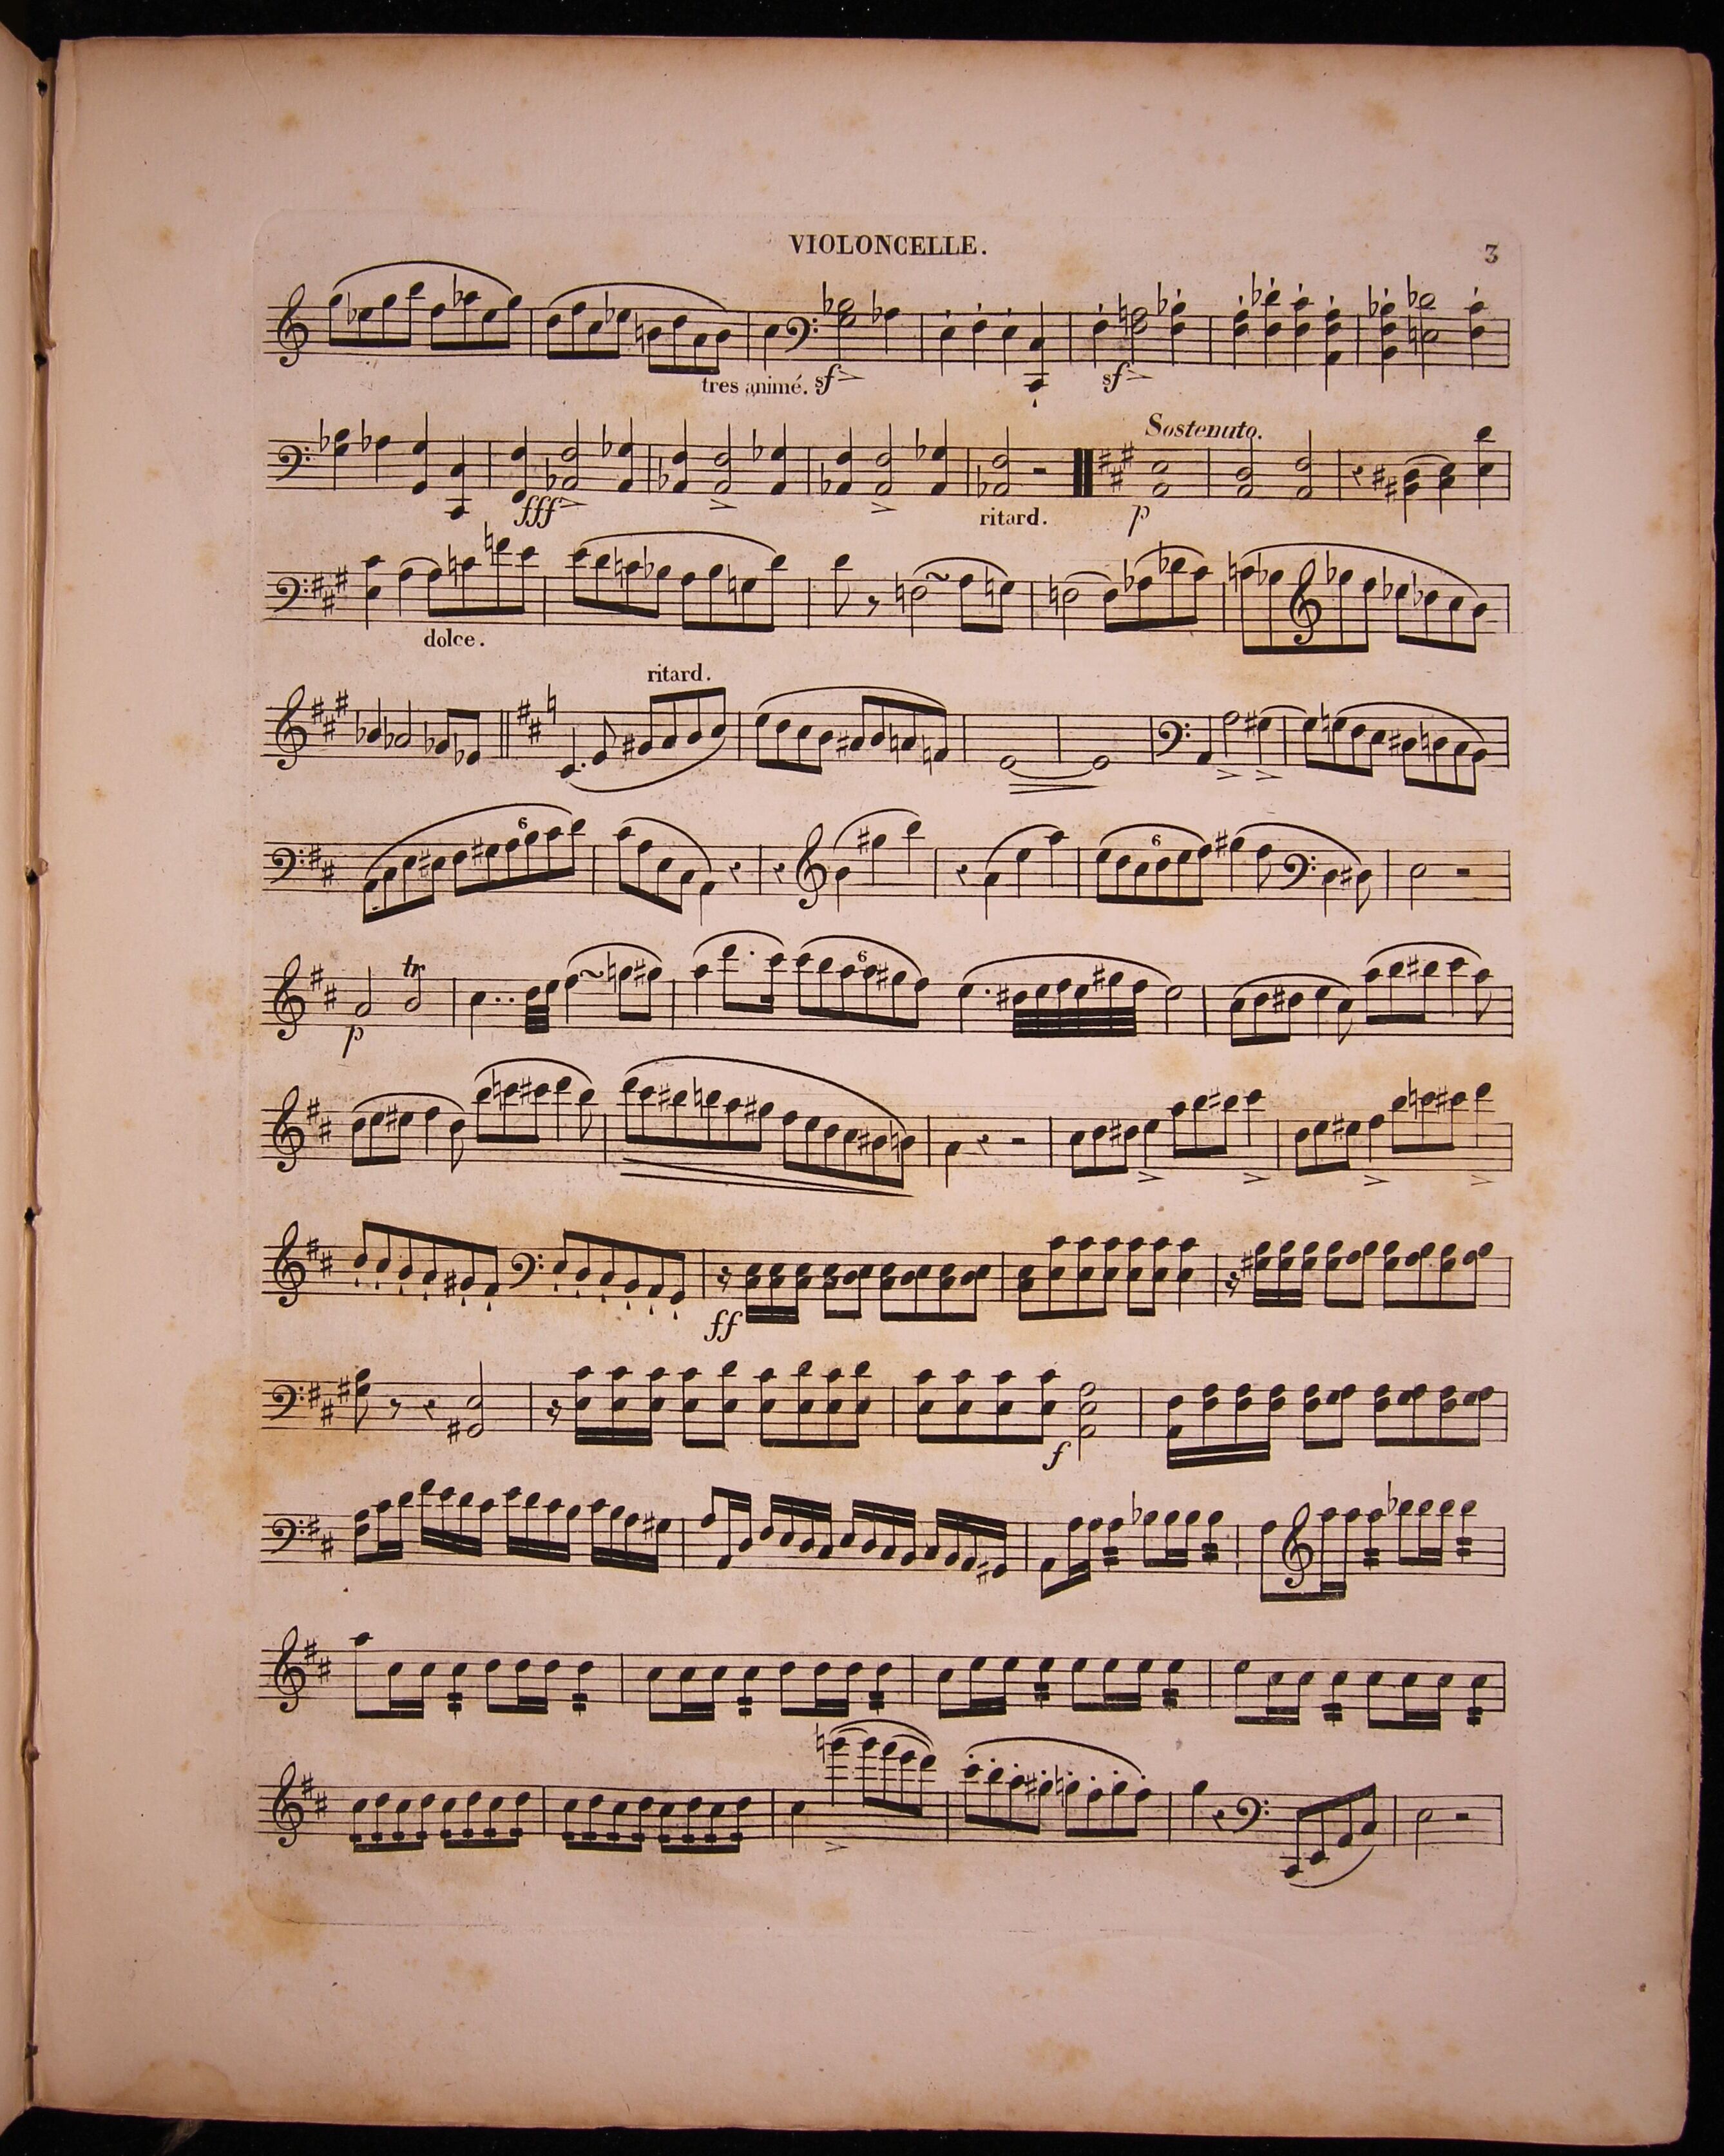 VIOLONCELLE.
3
tres animé. sf
sf
Sostenuto.
fff
ritard.
p
dolce.
ritard.
6
6
tr
6
p
ff
f